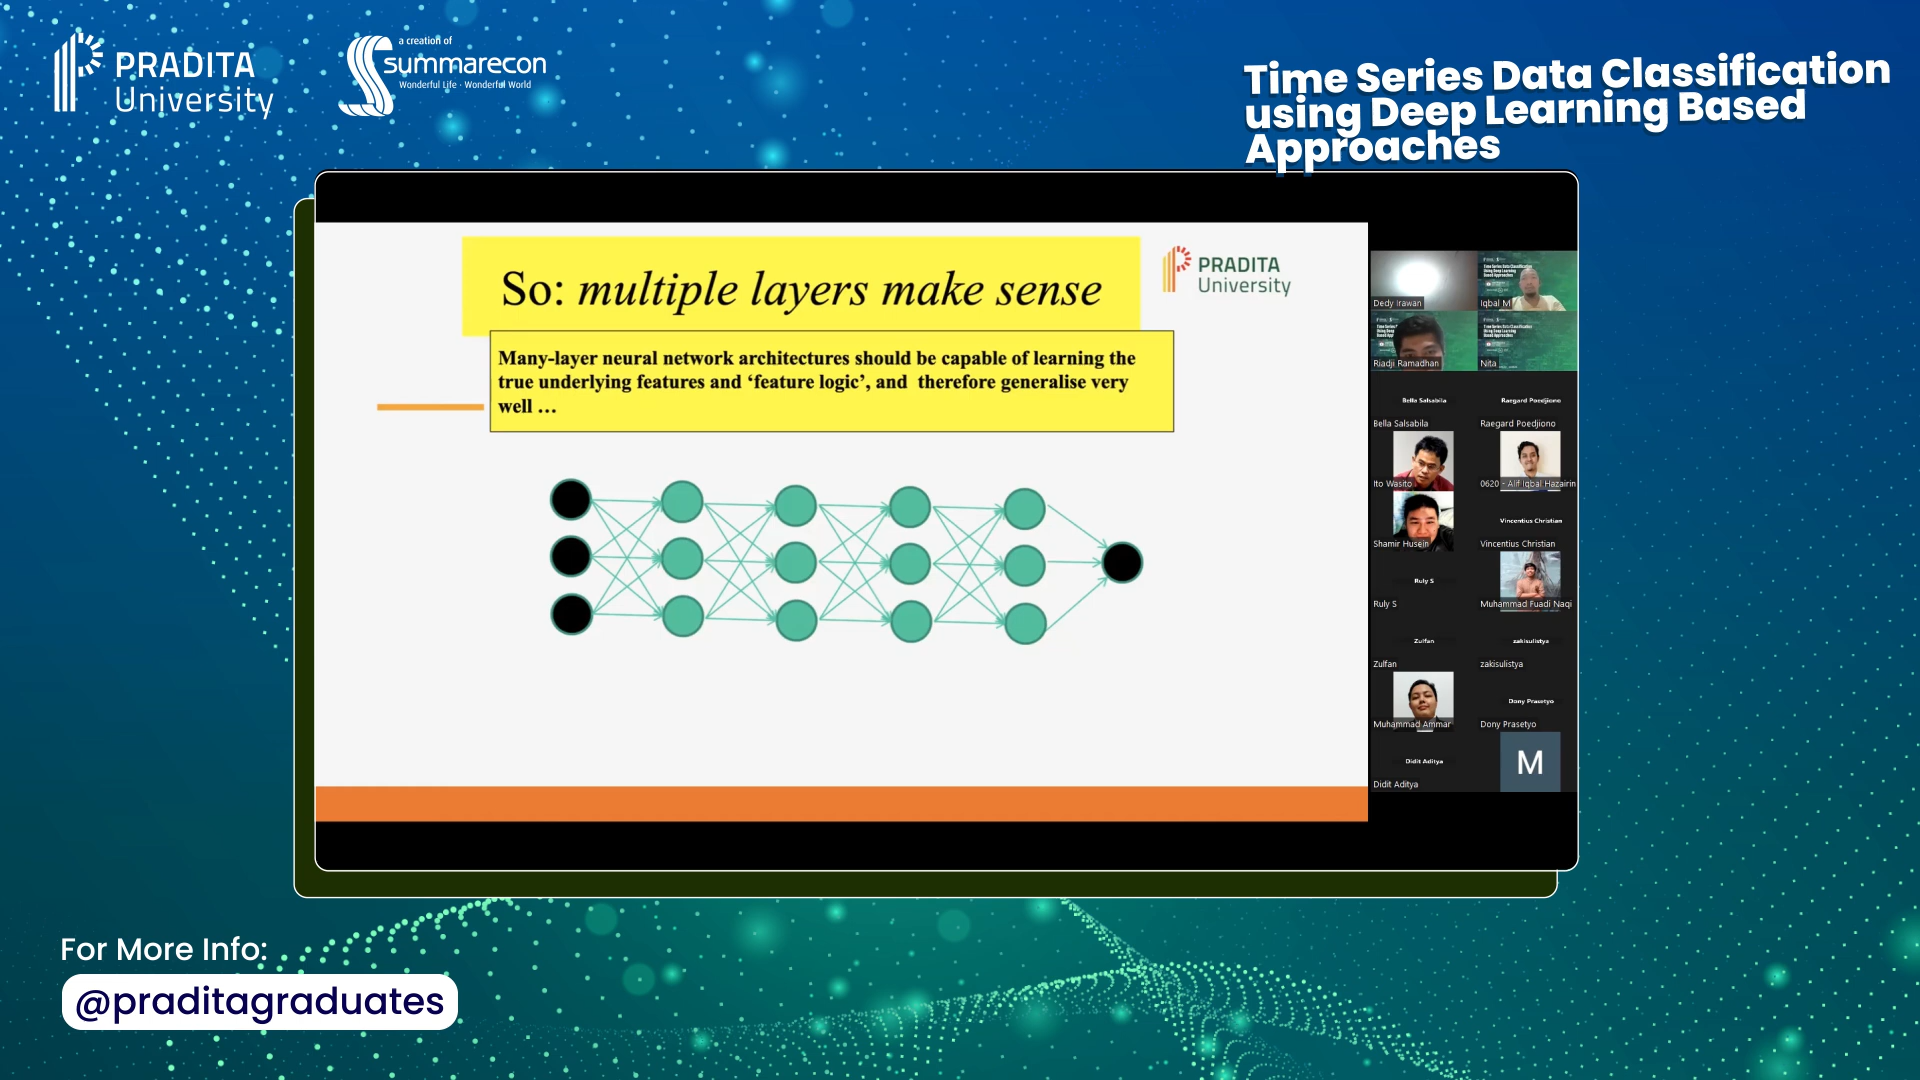 PRADITA
University
a creation of
summarecon
Wonderful Life · Wonderful World
Time Series Data Classification
using Deep Learning Based
Approaches
So: multiple layers make sense
PRADITA
University
Many-layer neural network architectures should be capable of learning the
true underlying features and ‘feature logic’, and therefore generalise very
well …
Dedy Irawan
Iqbal M
Riadji Ramadhan
Nita
Bella Salsabila
Raegard Poedjiono
Bella Salsabila
Raegard Poedjiono
Ito Wasito
0620 - Alif Iqbal Hazairin
Vincentius Christian
Shamir Husein
Vincentius Christian
Ruly S
Ruly S
Muhammad Fuadi Naqi
Zulfan
zakisulistya
Zulfan
zakisulistya
Dony Prasetyo
Muhammad Ammar
Dony Prasetyo
Didit Aditya
M
Didit Aditya
For More Info:
@praditagraduates